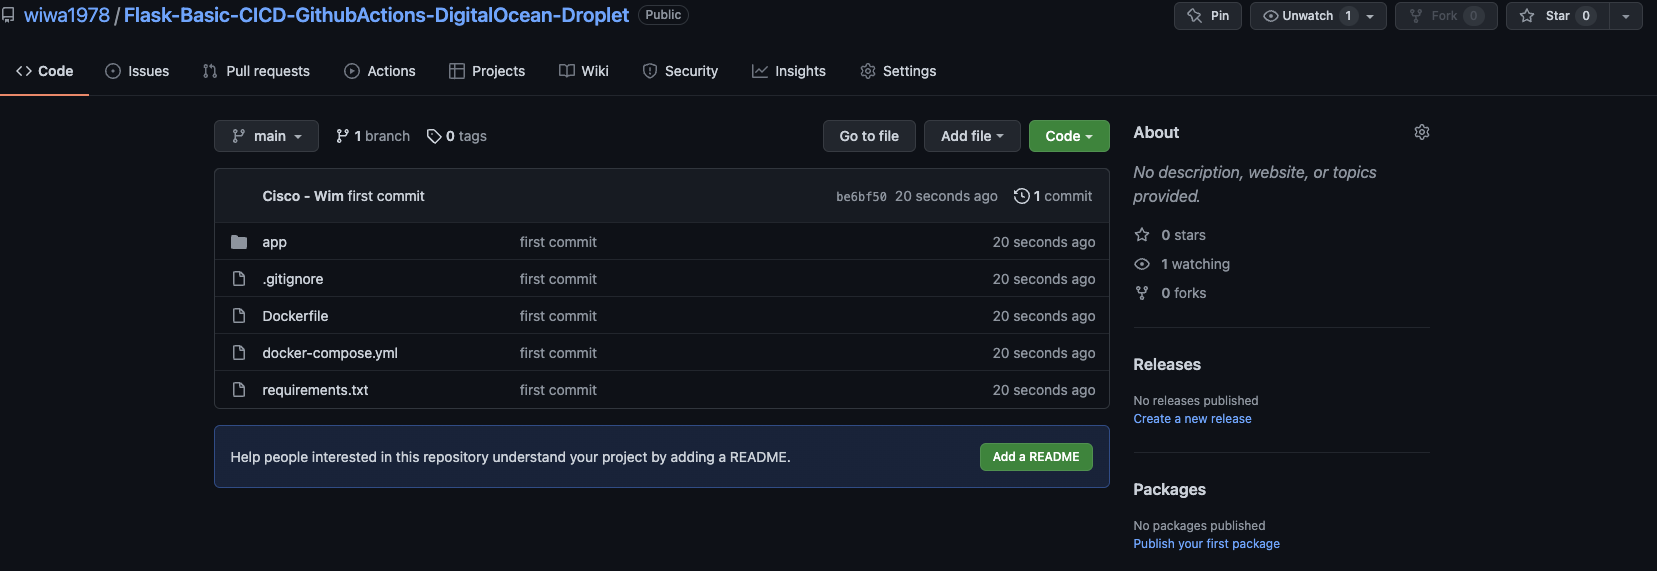 wiwa1978 / Flask-Basic-CICD-GithubActions-DigitalOcean-Droplet Public Pin Unwatch 1 Fork 0 Star 0
Code Issues Pull requests Actions Projects Wiki Security Insights Settings
main 1 branch 0 tags Go to file Add file Code
Cisco - Wim first commit be6bf50 20 seconds ago 1 commit
app first commit 20 seconds ago
.gitignore first commit 20 seconds ago
Dockerfile first commit 20 seconds ago
docker-compose.yml first commit 20 seconds ago
requirements.txt first commit 20 seconds ago
Help people interested in this repository understand your project by adding a README. Add a README
About
No description, website, or topics
provided.
0 stars
1 watching
0 forks
Releases
No releases published
Create a new release
Packages
No packages published
Publish your first package